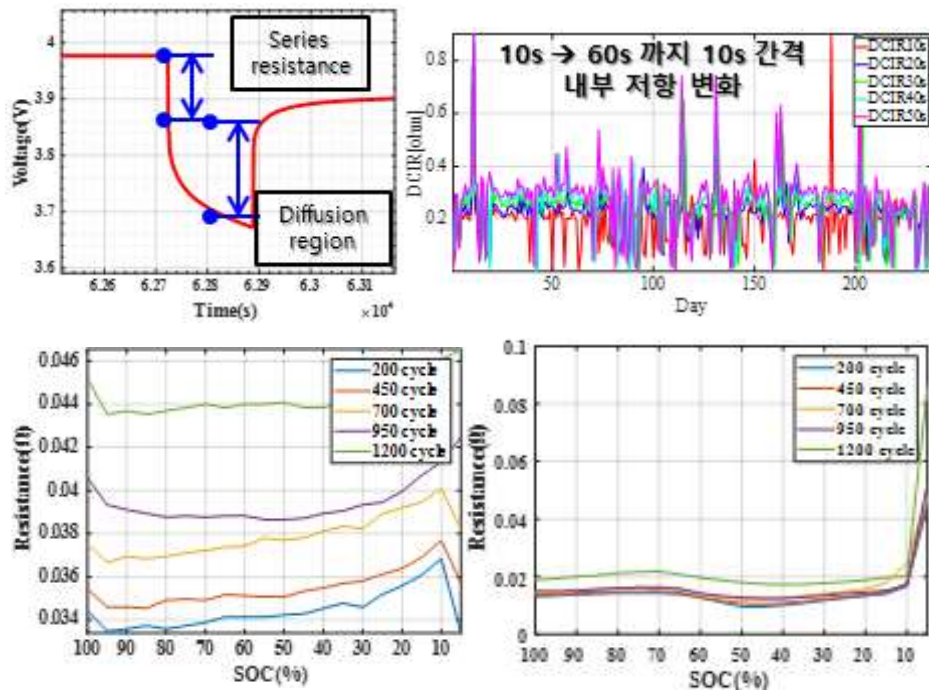 Series
resistance
Diffusion
region
Voltage(V)
4
3.9
3.8
3.7
3.6
6.26
6.27
6.28
6.29
6.3
6.31
Time(s)
×10⁴
10s → 60s 까지 10s 간격
내부 저항 변화
DCIR10s
DCIR20s
DCIR30s
DCIR40s
DCIR50s
DCIR[ohm]
0.8
0.6
0.4
0.2
50
100
150
200
Day
0.046
0.044
0.042
0.04
0.038
0.036
0.034
Resistance(Ω)
200 cycle
450 cycle
700 cycle
950 cycle
1200 cycle
100
90
80
70
60
50
40
30
20
10
SOC(%)
0.1
0.08
0.06
0.04
0.02
0
Resistance(Ω)
200 cycle
450 cycle
700 cycle
950 cycle
1200 cycle
100
90
80
70
60
50
40
30
20
10
SOC(%)